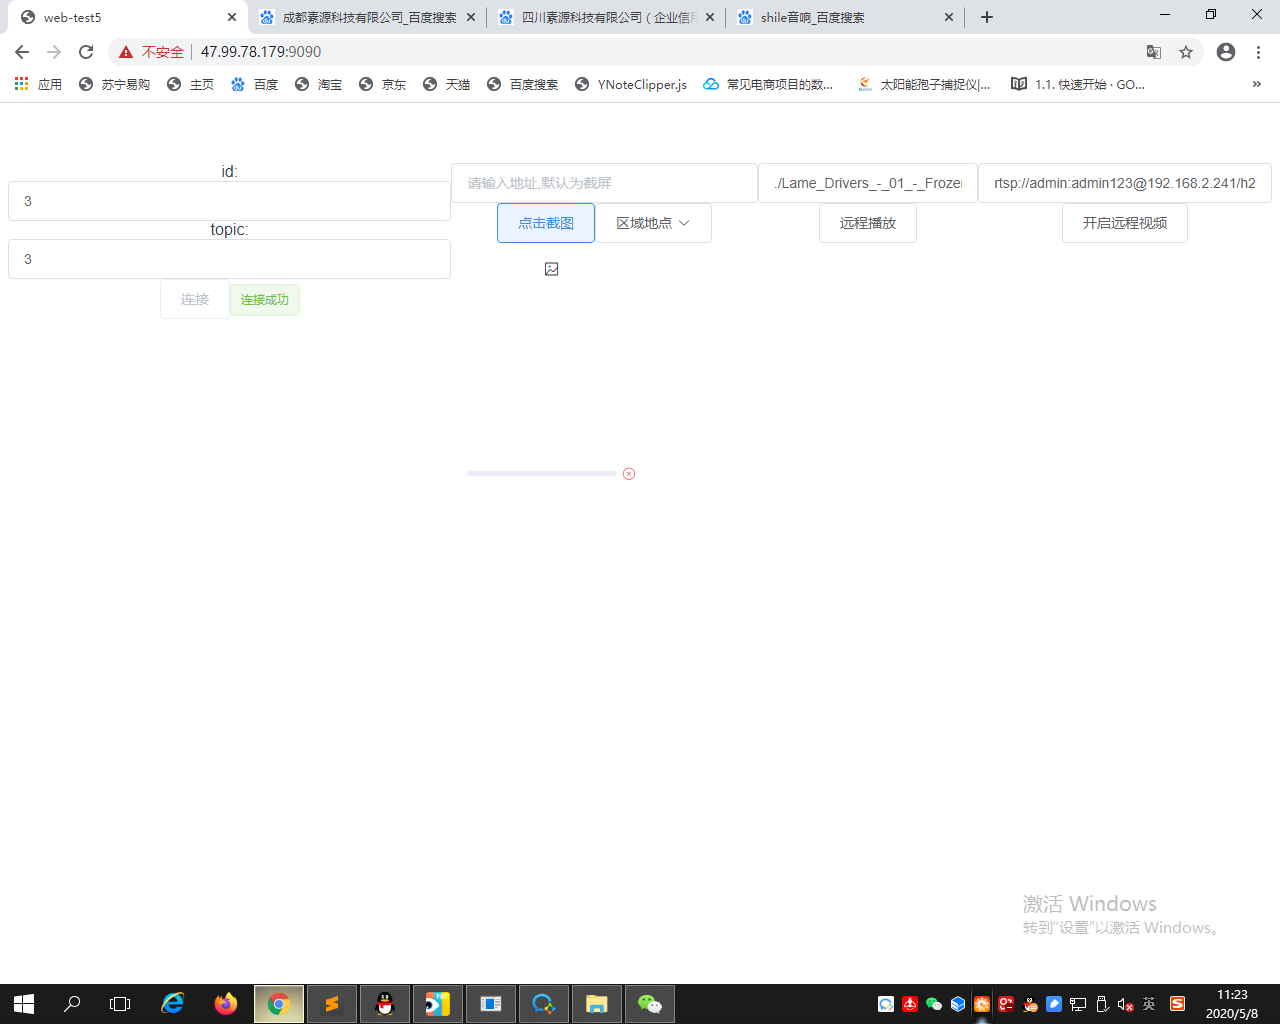 web-test5
成都素源科技有限公司_百度搜索
四川素源科技有限公司（企业信用
shile音响_百度搜索
不安全
47.99.78.179:9090
应用
苏宁易购
主页
百度
淘宝
京东
天猫
百度搜索
YNoteClipper.js
常见电商项目的数...
太阳能孢子捕捉仪|...
1.1. 快速开始 · GO...
»
id:
3
topic:
3
连接
连接成功
请输入地址,默认为截屏
./Lame_Drivers_-_01_-_Frozen
rtsp://admin:admin123@192.168.2.241/h2
点击截图
区域地点
远程播放
开启远程视频
激活 Windows
转到"设置"以激活 Windows。
英
11:23
2020/5/8